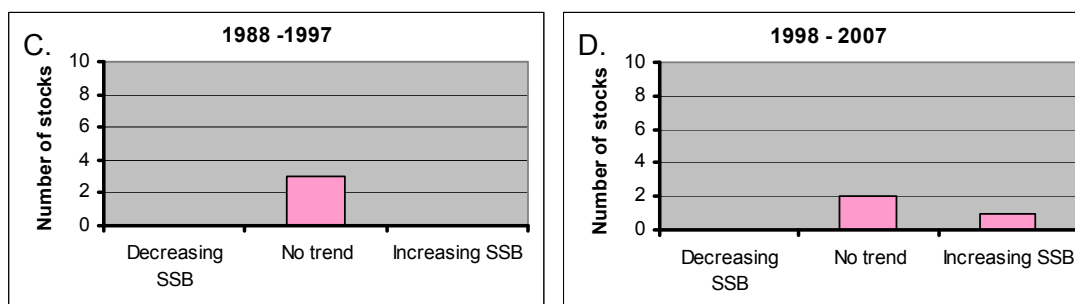 C.
1988 -1997
Number of stocks
10
8
6
4
2
0
Decreasing
SSB
No trend
Increasing SSB
D.
1998 - 2007
Number of stocks
10
8
6
4
2
0
Decreasing
SSB
No trend
Increasing SSB